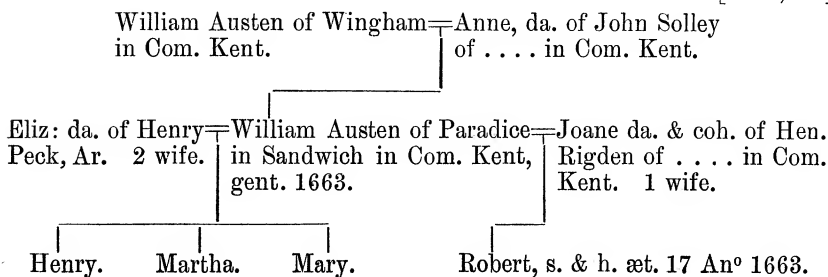 William Austen of Wingham=Anne, da. of John Solley
in Com. Kent. of . . . . in Com. Kent.
Eliz: da. of Henry=William Austen of Paradice=Joane da. & coh. of Hen.
Peck, Ar. 2 wife. in Sandwich in Com. Kent, Rigden of . . . . in Com.
gent. 1663. Kent. 1 wife.
Henry. Martha. Mary. Robert, s. & h. æt. 17 Anº 1663.